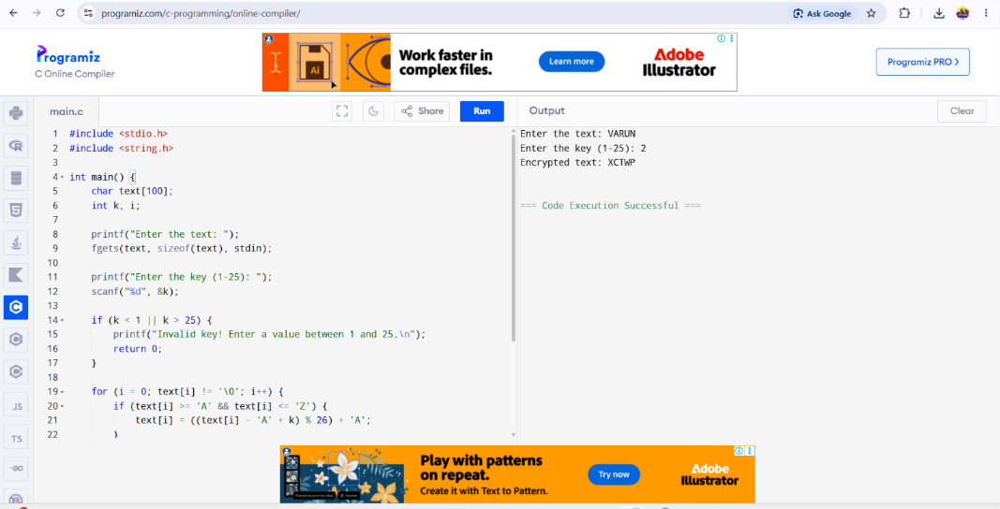 programiz.com/c-programming/online-compiler/
Ask Google
Programiz
C Online Compiler
Ai
Work faster in
complex files.
Learn more
Adobe
Illustrator
Programiz PRO >
main.c
Share
Run
Output
Clear
1 #include <stdio.h>
2 #include <string.h>
3
4 int main() {
5 char text[100];
6 int k, i;
7
8 printf("Enter the text: ");
9 fgets(text, sizeof(text), stdin);
10
11 printf("Enter the key (1-25): ");
12 scanf("%d", &k);
13
14 if (k < 1 || k > 25) {
15 printf("Invalid key! Enter a value between 1 and 25.\n");
16 return 0;
17 }
18
19 for (i = 0; text[i] != '\0'; i++) {
20 if (text[i] >= 'A' && text[i] <= 'Z') {
21 text[i] = ((text[i] - 'A' + k) % 26) + 'A';
22 }
Enter the text: VARUN
Enter the key (1-25): 2
Encrypted text: XCTWP
=== Code Execution Successful ===
JS
TS
GO
Play with patterns
on repeat.
Create it with Text to Pattern.
Try now
Adobe
Illustrator